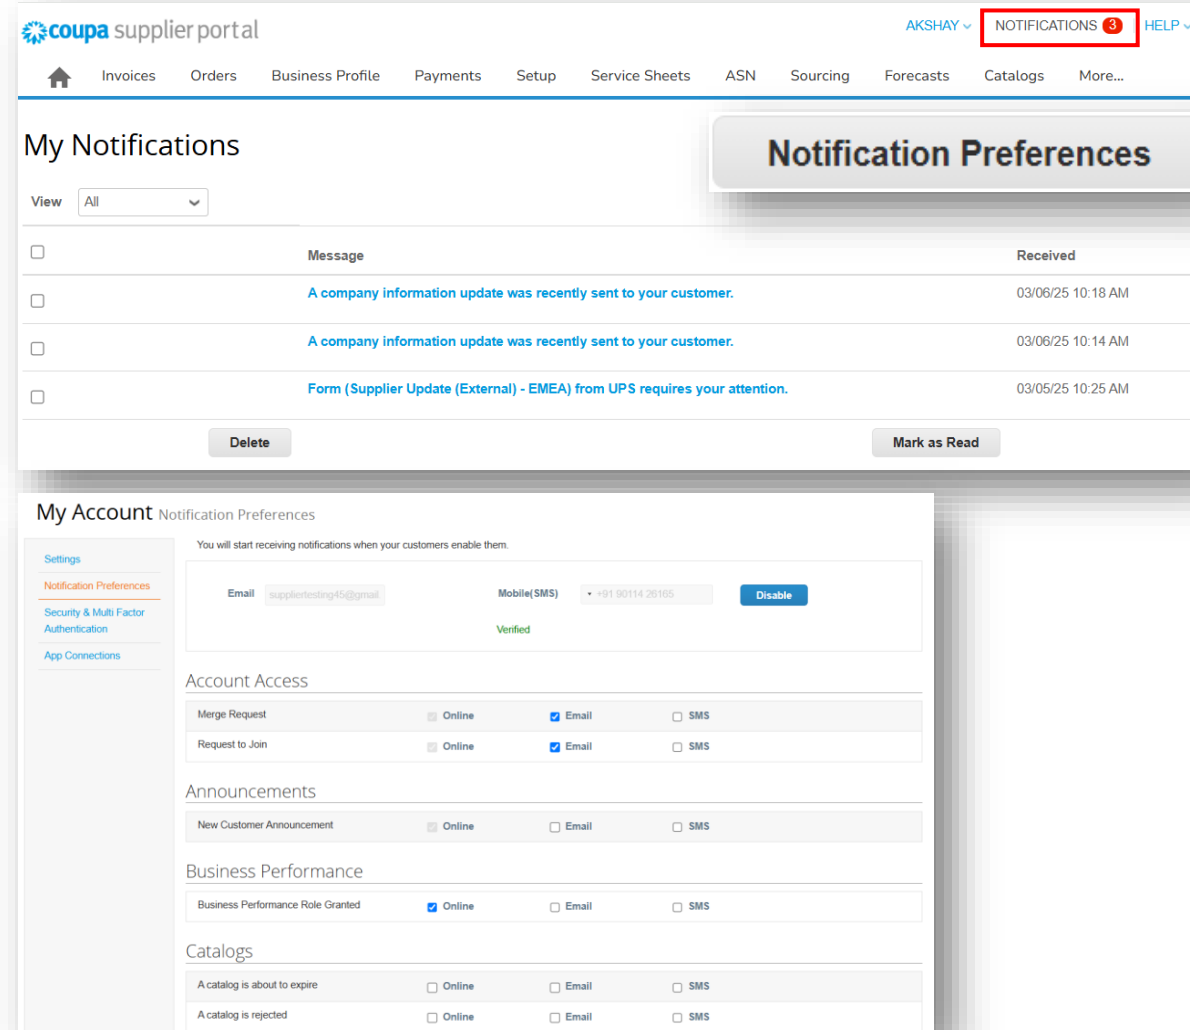 coupa supplier portal
AKSHAY NOTIFICATIONS 3 HELP
Invoices Orders Business Profile Payments Setup Service Sheets ASN Sourcing Forecasts Catalogs More...
My Notifications
Notification Preferences
View All
Message Received
A company information update was recently sent to your customer. 03/06/25 10:18 AM
A company information update was recently sent to your customer. 03/06/25 10:14 AM
Form (Supplier Update (External) - EMEA) from UPS requires your attention. 03/05/25 10:25 AM
Delete Mark as Read
My Account Notification Preferences
You will start receiving notifications when your customers enable them.
Settings
Notification Preferences
Security & Multi Factor
Authentication
App Connections
Email suppliertesting45@gmail Mobile(SMS) +91 90114 26165 Disable
Verified
Account Access
Merge Request Online Email SMS
Request to Join Online Email SMS
Announcements
New Customer Announcement Online Email SMS
Business Performance
Business Performance Role Granted Online Email SMS
Catalogs
A catalog is about to expire Online Email SMS
A catalog is rejected Online Email SMS